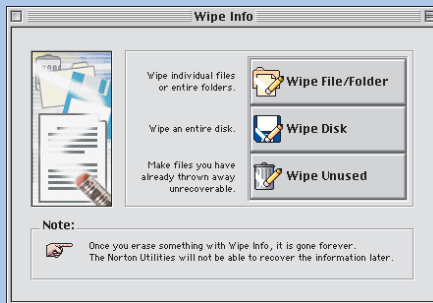 Wipe Info
Wipe individual files
or entire folders.
Wipe File/Folder
Wipe an entire disk.
Wipe Disk
Make files you have
already thrown away
unrecoverable.
Wipe Unused
Note:
Once you erase something with Wipe Info, it is gone forever.
The Norton Utilities will not be able to recover the information later.